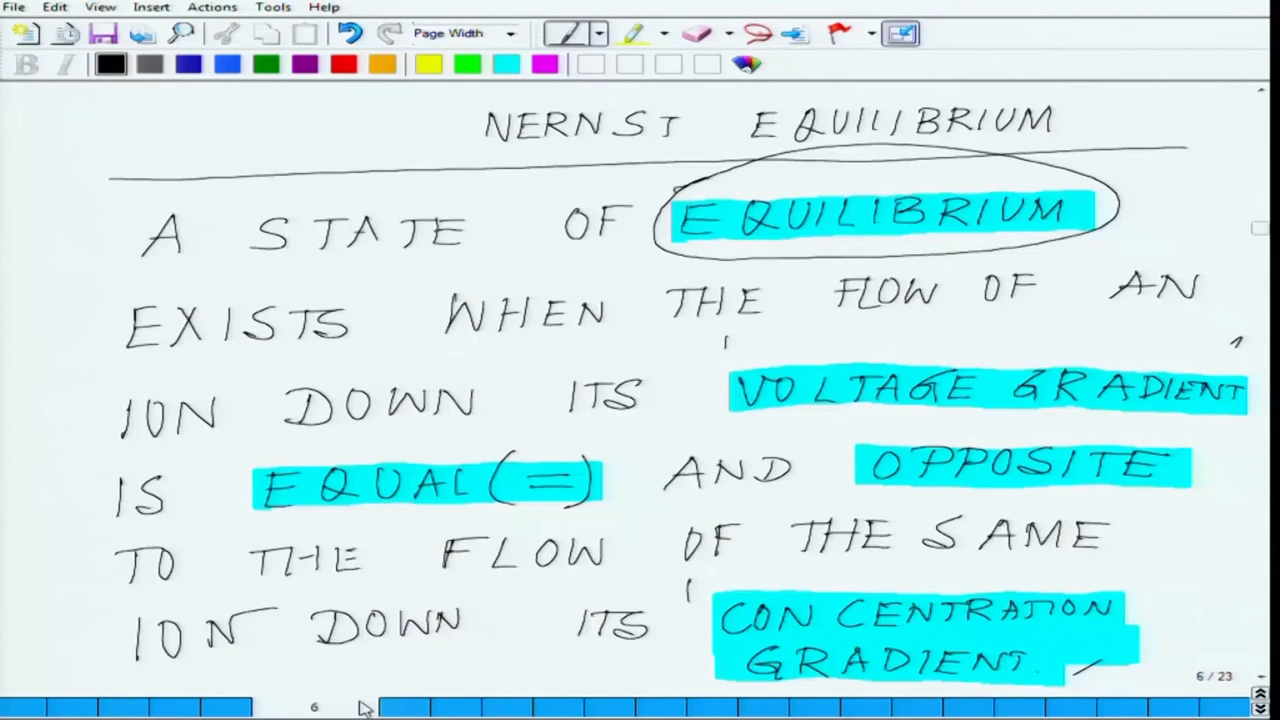 File Edit View Insert Actions Tools Help
Page Width
B I
NERNST EQUILIBRIUM
A STATE OF EQUILIBRIUM
EXISTS WHEN THE FLOW OF AN
ION DOWN ITS VOLTAGE GRADIENT
IS EQUAL (=) AND OPPOSITE
TO THE FLOW OF THE SAME
ION DOWN ITS CONCENTRATION
GRADIENT.
6 / 23
6